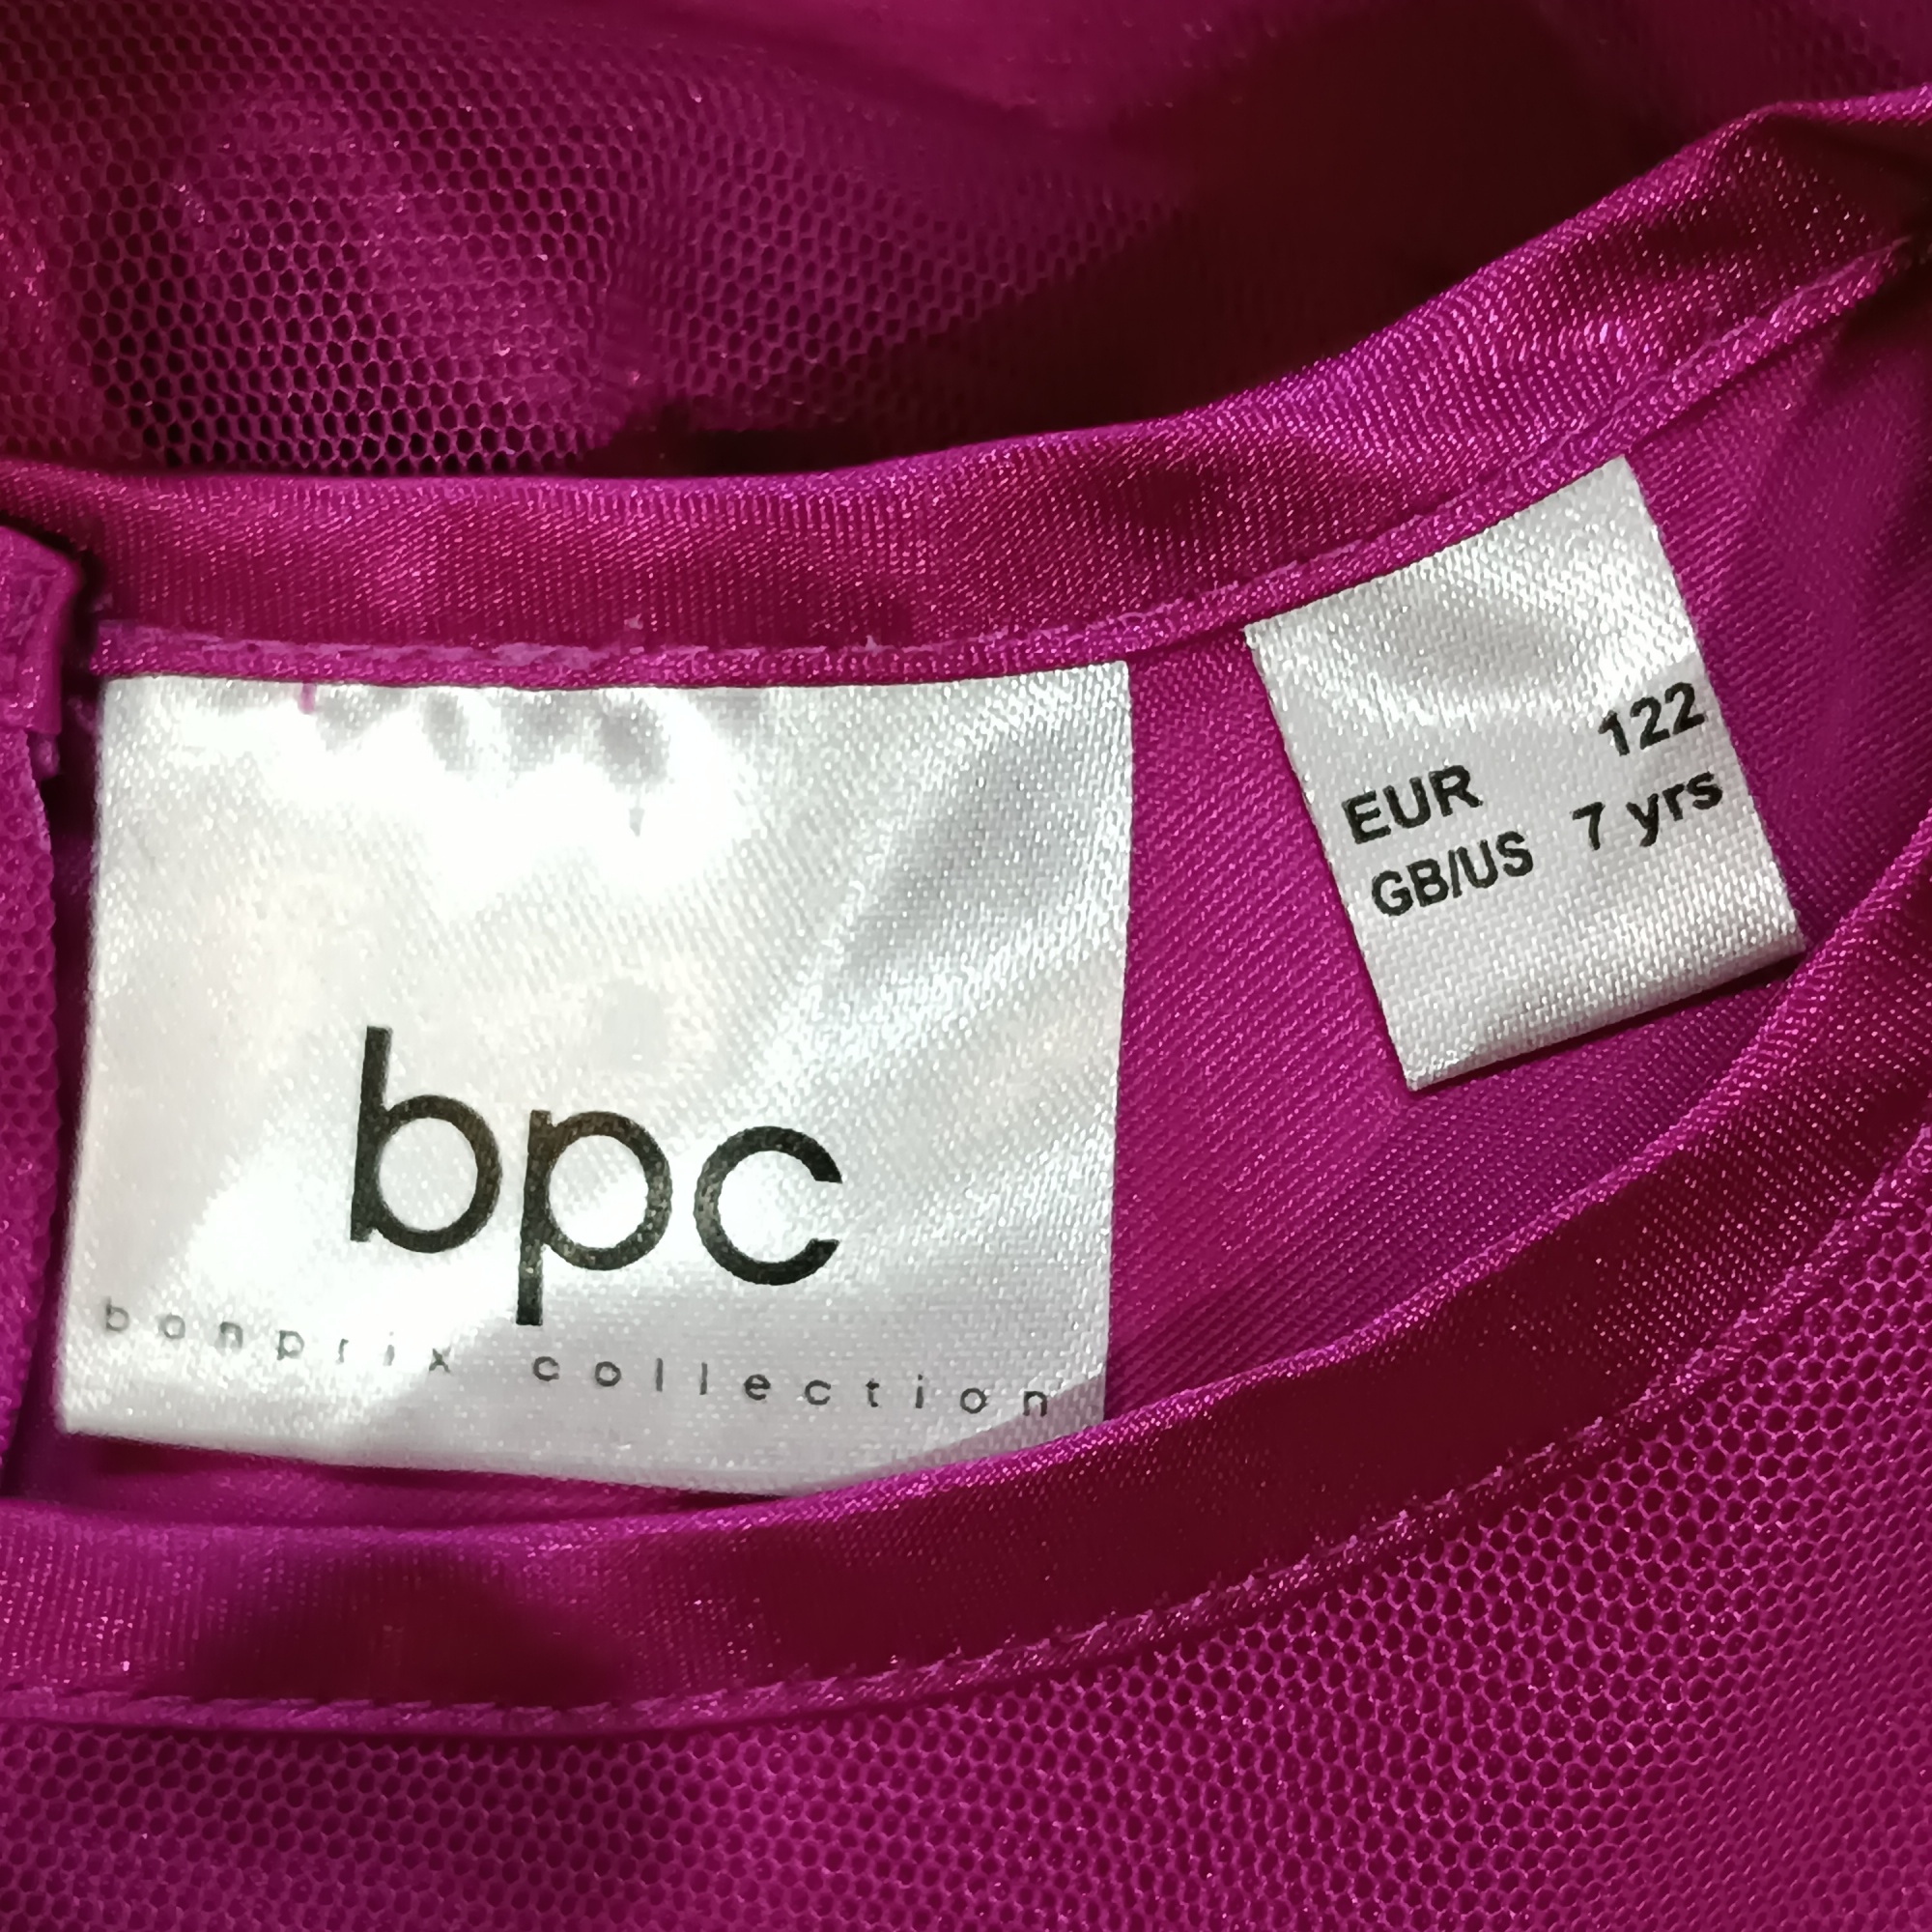 bpc
bonprix collection
EUR 122
GB/US 7 yrs